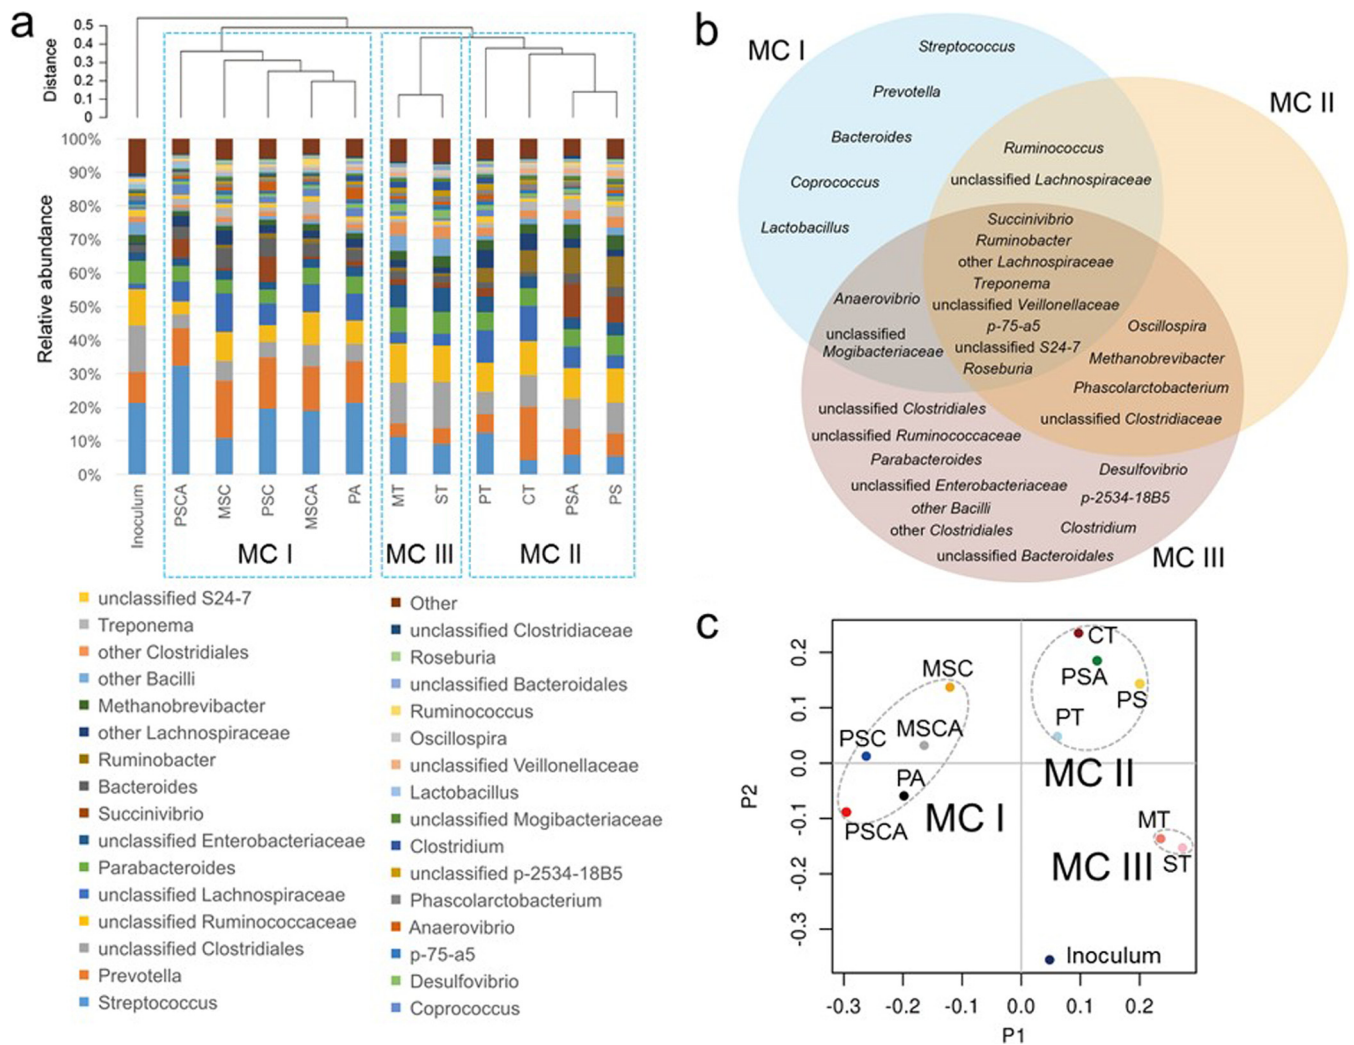 a
Distance
0.5
0.4
0.3
0.2
0.1
0
Relative abundance
100%
90%
80%
70%
60%
50%
40%
30%
20%
10%
0%
Inoculum
PSCA
MSC
PSC
MSCA
PA
MT
ST
PT
CT
PSA
PS
MC I
MC III
MC II
unclassified S24-7
Treponema
other Clostridiales
other Bacilli
Methanobrevibacter
other Lachnospiraceae
Ruminobacter
Bacteroides
Succinivibrio
unclassified Enterobacteriaceae
Parabacteroides
unclassified Lachnospiraceae
unclassified Ruminococcaceae
unclassified Clostridiales
Prevotella
Streptococcus
Other
unclassified Clostridiaceae
Roseburia
unclassified Bacteroidales
Ruminococcus
Oscillospira
unclassified Veillonellaceae
Lactobacillus
unclassified Mogibacteriaceae
Clostridium
unclassified p-2534-18B5
Phascolarctobacterium
Anaerovibrio
p-75-a5
Desulfovibrio
Coprococcus
b
MC I
MC II
Streptococcus
Prevotella
Bacteroides
Coprococcus
Lactobacillus
Ruminococcus
unclassified Lachnospiraceae
Succinivibrio
Ruminobacter
other Lachnospiraceae
Treponema
unclassified Veillonellaceae
p-75-a5
unclassified S24-7
Roseburia
Anaerovibrio
unclassified
Mogibacteriaceae
Oscillospira
Methanobrevibacter
Phascolarctobacterium
unclassified Clostridiaceae
unclassified Clostridiales
unclassified Ruminococcaceae
Parabacteroides
unclassified Enterobacteriaceae
other Bacilli
other Clostridiales
unclassified Bacteroidales
Desulfovibrio
p-2534-18B5
Clostridium
MC III
c
P2
0.2
0.1
0.0
-0.1
-0.2
-0.3
MSC
PSC
MSCA
PA
PSCA
MC I
CT
PSA
PS
PT
MC II
MT
ST
MC III
Inoculum
-0.3
-0.2
-0.1
0.0
0.1
0.2
P1